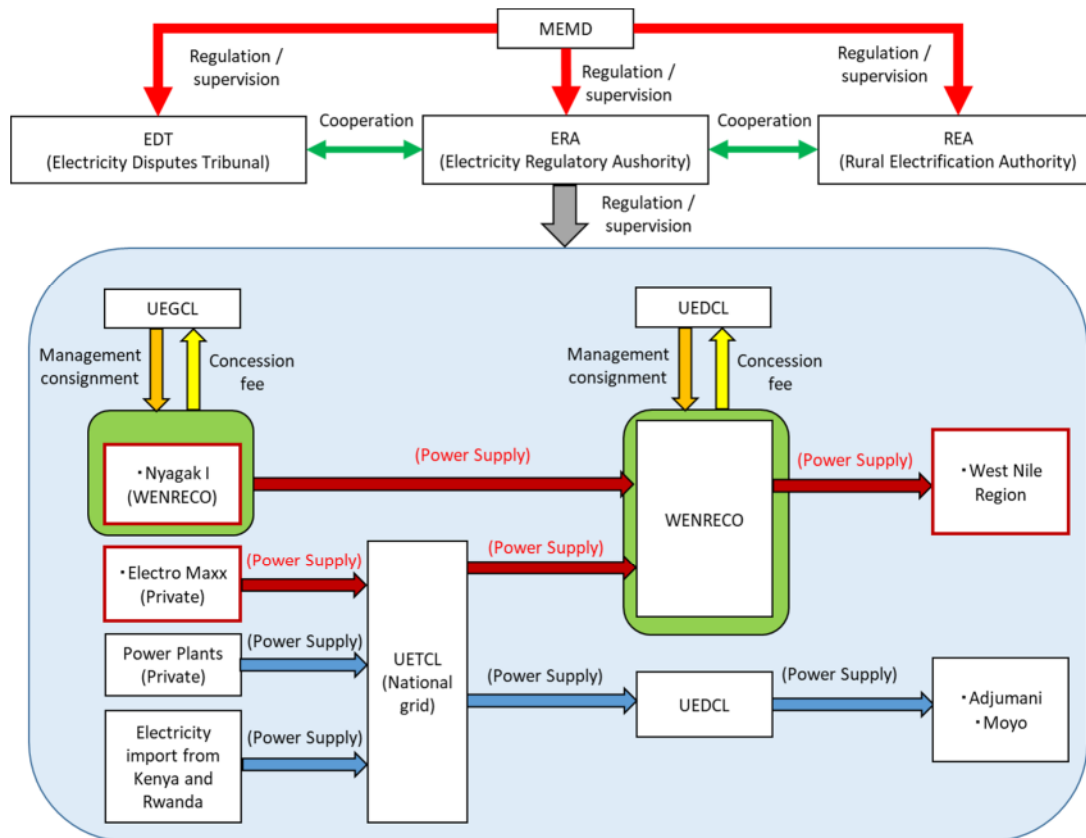 MEMD
Regulation /
supervision
Regulation /
supervision
Regulation /
supervision
EDT
(Electricity Disputes Tribunal)
Cooperation
ERA
(Electricity Regulatory Aushority)
Cooperation
REA
(Rural Electrification Authority)
Regulation /
supervision
UEGCL
Management
consignment
Concession
fee
UEDCL
Management
consignment
Concession
fee
・Nyagak I
(WENRECO)
(Power Supply)
WENRECO
(Power Supply)
・West Nile
Region
・Electro Maxx
(Private)
(Power Supply)
(Power Supply)
Power Plants
(Private)
(Power Supply)
UETCL
(National
grid)
(Power Supply)
UEDCL
(Power Supply)
・Adjumani
・Moyo
Electricity
import from
Kenya and
Rwanda
(Power Supply)